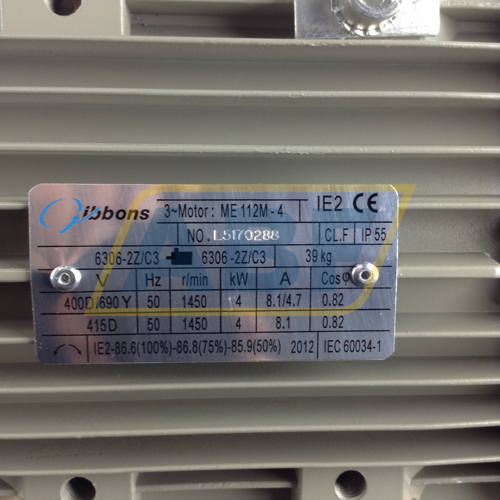 Gibbons 3~Motor: ME 112M-4 IE2 CE
NO. L5170288 CL.F IP 55
6306-2Z/C3 6306-2Z/C3 39 kg
V Hz r/min kW A Cosφ
400D/690Y 50 1450 4 8.1/4.7 0.82
415D 50 1450 4 8.1 0.82
IE2-86.6(100%)-86.8(75%)-85.9(50%) 2012 IEC 60034-1